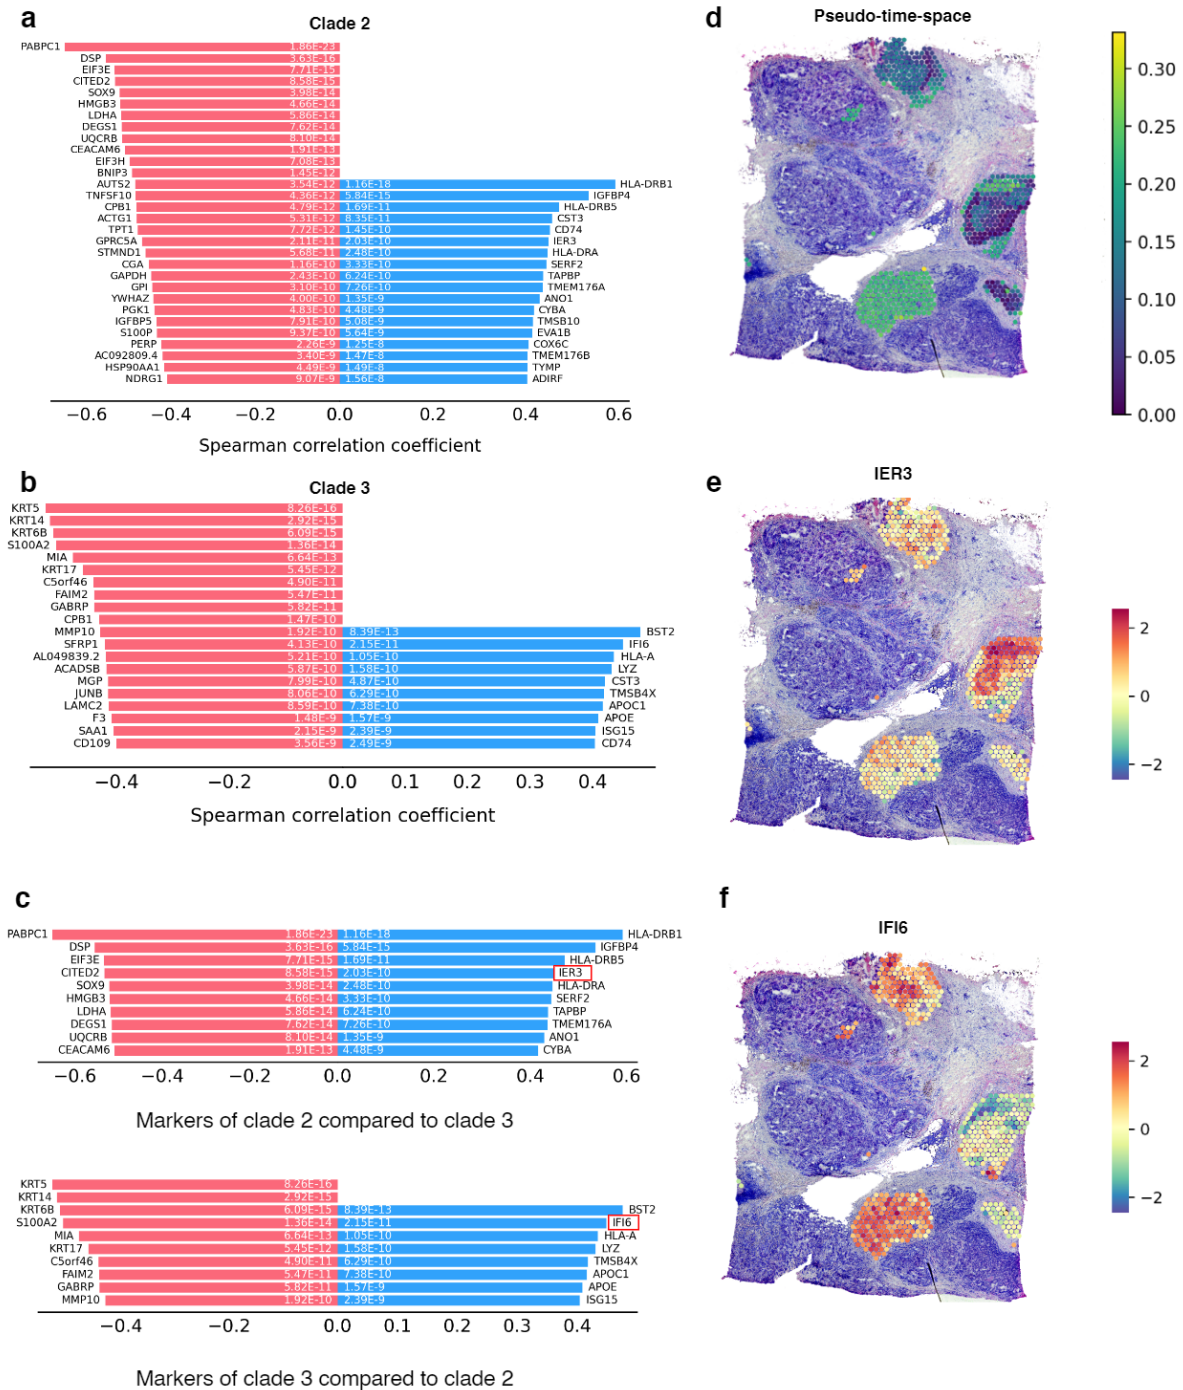 a
Clade 2
PABPC1 1.86E-23
DSP 3.63E-16
EIF3E 7.71E-15
CITED2 8.58E-15
SOX9 3.98E-14
HMGB3 4.66E-14
LDHA 5.86E-14
DEGS1 7.62E-14
UQCRB 8.10E-14
CEACAM6 1.91E-13
EIF3H 7.08E-13
BNIP3 1.45E-12
AUTS2 3.54E-12 1.16E-18 HLA-DRB1
TNFSF10 4.36E-12 5.84E-15 IGFBP4
CPB1 4.79E-12 1.69E-11 HLA-DRB5
ACTG1 5.31E-12 8.35E-11 CST3
TPT1 7.72E-12 1.45E-10 CD74
GPRC5A 2.11E-11 2.03E-10 IER3
STMND1 5.68E-11 2.48E-10 HLA-DRA
CGA 1.16E-10 3.33E-10 SERF2
GAPDH 2.43E-10 6.24E-10 TAPBP
GPI 3.10E-10 7.26E-10 TMEM176A
YWHAZ 4.00E-10 1.35E-9 ANO1
PGK1 4.83E-10 4.48E-9 CYBA
IGFBP5 7.91E-10 5.08E-9 TMSB10
S100P 9.37E-10 5.64E-9 EVA1B
PERP 2.26E-9 1.25E-8 COX6C
AC092809.4 3.40E-9 1.47E-8 TMEM176B
HSP90AA1 4.49E-9 1.49E-8 TYMP
NDRG1 9.07E-9 1.56E-8 ADIRF
−0.6 −0.4 −0.2 0.0 0.2 0.4 0.6
Spearman correlation coefficient
b
Clade 3
KRT5 8.26E-16
KRT14 2.92E-15
KRT6B 6.09E-15
S100A2 1.36E-14
MIA 6.64E-13
KRT17 5.45E-12
C5orf46 4.90E-11
FAIM2 5.47E-11
GABRP 5.82E-11
CPB1 1.47E-10
MMP10 1.92E-10 8.39E-13 BST2
SFRP1 4.13E-10 2.15E-11 IFI6
AL049839.2 5.21E-10 1.05E-10 HLA-A
ACADSB 5.87E-10 1.58E-10 LYZ
MGP 7.99E-10 4.87E-10 CST3
JUNB 8.06E-10 6.29E-10 TMSB4X
LAMC2 8.59E-10 7.38E-10 APOC1
F3 1.48E-9 1.57E-9 APOE
SAA1 2.15E-9 2.39E-9 ISG15
CD109 3.56E-9 2.49E-9 CD74
−0.4 −0.2 0.0 0.1 0.2 0.3 0.4
Spearman correlation coefficient
c
PABPC1 1.86E-23 1.16E-18 HLA-DRB1
DSP 3.63E-16 5.84E-15 IGFBP4
EIF3E 7.71E-15 1.69E-11 HLA-DRB5
CITED2 8.58E-15 2.03E-10 IER3
SOX9 3.98E-14 2.48E-10 HLA-DRA
HMGB3 4.66E-14 3.33E-10 SERF2
LDHA 5.86E-14 6.24E-10 TAPBP
DEGS1 7.62E-14 7.26E-10 TMEM176A
UQCRB 8.10E-14 1.35E-9 ANO1
CEACAM6 1.91E-13 4.48E-9 CYBA
−0.6 −0.4 −0.2 0.0 0.2 0.4 0.6
Markers of clade 2 compared to clade 3
KRT5 8.26E-16
KRT14 2.92E-15
KRT6B 6.09E-15 8.39E-13 BST2
S100A2 1.36E-14 2.15E-11 IFI6
MIA 6.64E-13 1.05E-10 HLA-A
KRT17 5.45E-12 1.58E-10 LYZ
C5orf46 4.90E-11 6.29E-10 TMSB4X
FAIM2 5.47E-11 7.38E-10 APOC1
GABRP 5.82E-11 1.57E-9 APOE
MMP10 1.92E-10 2.39E-9 ISG15
−0.4 −0.2 0.0 0.1 0.2 0.3 0.4
Markers of clade 3 compared to clade 2
d
Pseudo-time-space
0.30
0.25
0.20
0.15
0.10
0.05
0.00
e
IER3
2
0
−2
f
IFI6
2
0
−2